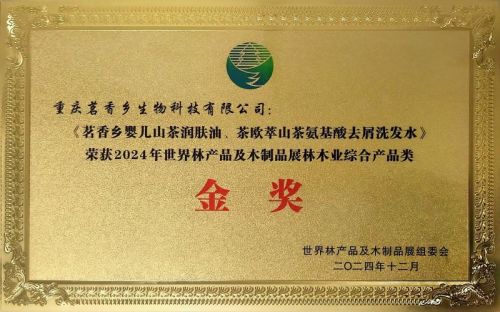 重庆茗香乡生物科技有限公司：
《茗香乡婴儿山茶润肤油、茶欧萃山茶氨基酸去屑洗发水》
荣获2024年世界林产品及木制品展林木业综合产品类
金奖
世界林产品及木制品展组委会
二〇二四年十二月